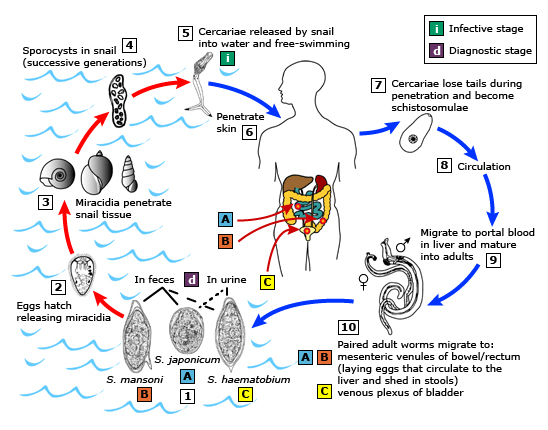 i Infective stage
d Diagnostic stage
5 Cercariae released by snail
into water and free-swimming
i
4
Sporocysts in snail
(successive generations)
7 Cercariae lose tails during
penetration and become
schistosomulae
Penetrate
skin 6
8 Circulation
3 Miracidia penetrate
snail tissue
A
B
C
Migrate to portal blood
in liver and mature
into adults 9
♂
♀
2
Eggs hatch
releasing miracidia
In feces d In urine
S. japonicum
A
S. mansoni
B
1
S. haematobium
C
10
Paired adult worms migrate to:
A B mesenteric venules of bowel/rectum
(laying eggs that circulate to the
liver and shed in stools)
C venous plexus of bladder